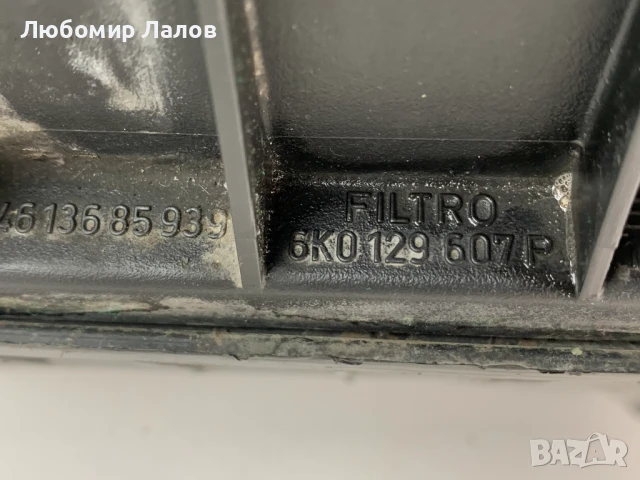 Любомир Лалов
46136 85 939
FILTRO
6K0 129 607 P
BAZAR